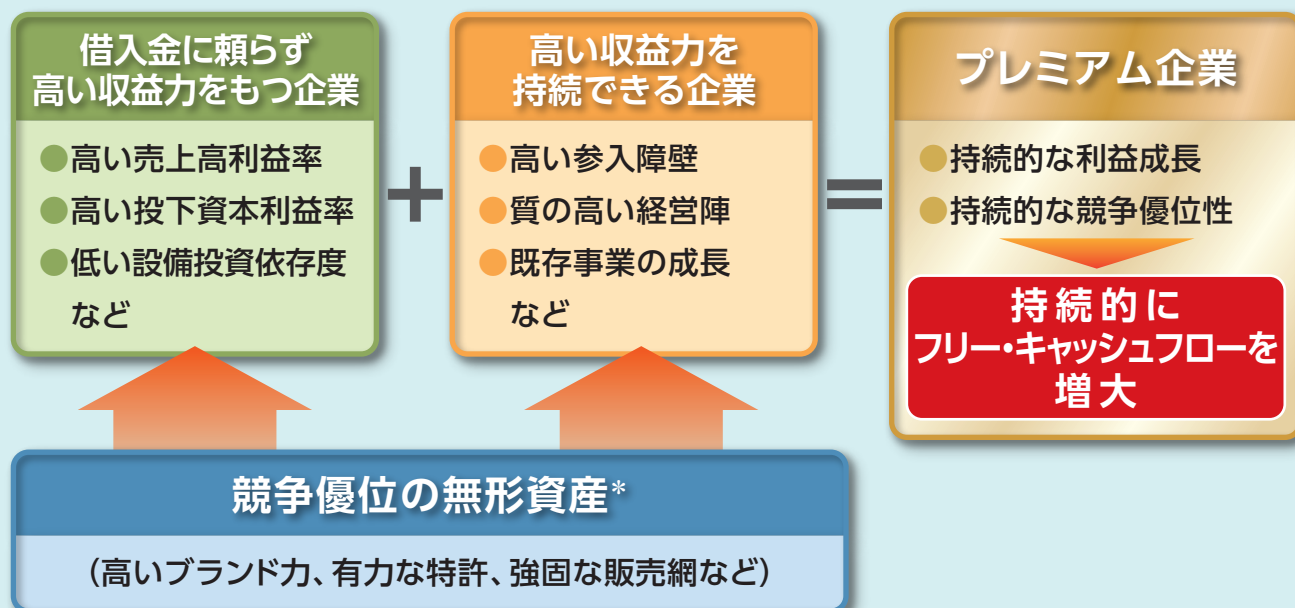 借入金に頼らず
高い収益力をもつ企業
●高い売上高利益率
●高い投下資本利益率
●低い設備投資依存度
など
+
高い収益力を
持続できる企業
●高い参入障壁
●質の高い経営陣
●既存事業の成長
など
=
プレミアム企業
●持続的な利益成長
●持続的な競争優位性
持続的に
フリー・キャッシュフローを
増大
競争優位の無形資産*
(高いブランド力、有力な特許、強固な販売網など)